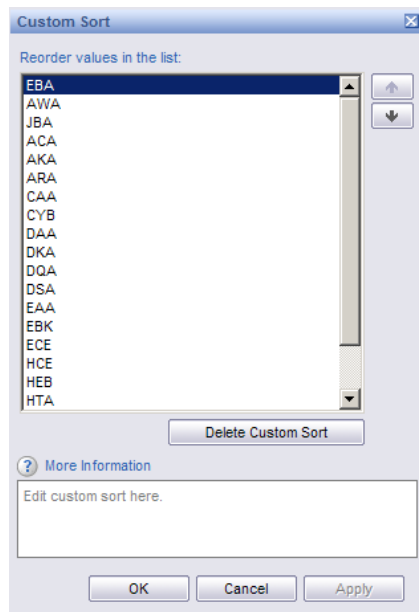 Custom Sort
Reorder values in the list:
EBA
AWA
JBA
ACA
AKA
ARA
CAA
CYB
DAA
DKA
DQA
DSA
EAA
EBK
ECE
HCE
HEB
HTA
Delete Custom Sort
? More Information
Edit custom sort here.
OK Cancel Apply